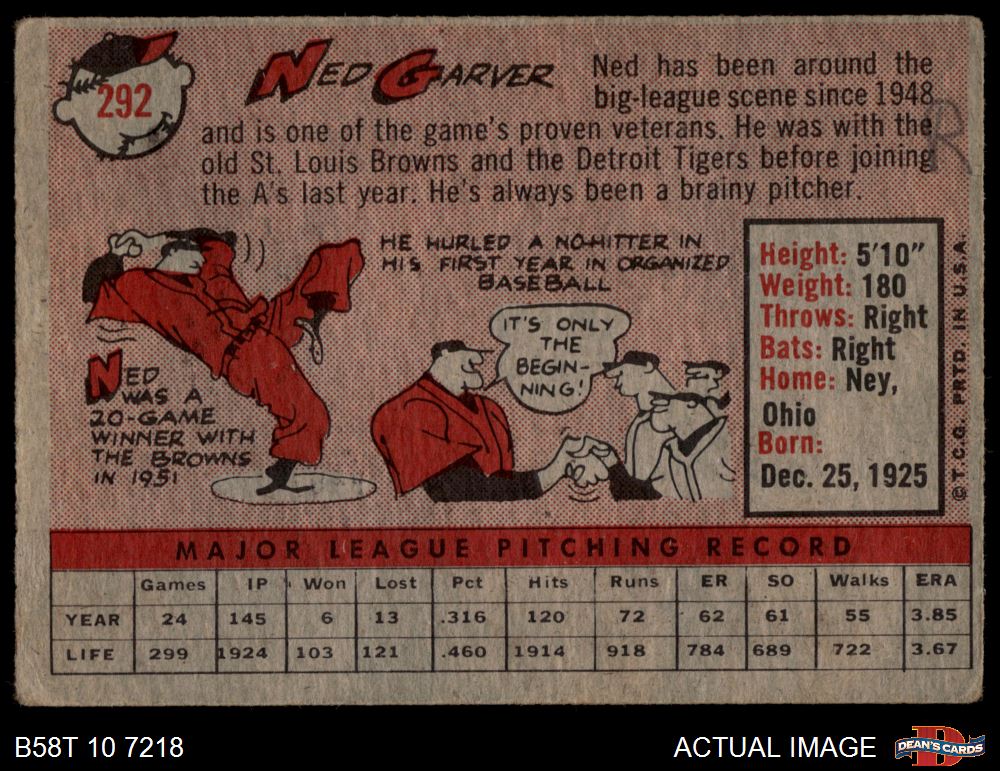 292
NED GARVER
Ned has been around the
big-league scene since 1948
and is one of the game's proven veterans. He was with the
old St. Louis Browns and the Detroit Tigers before joining
the A's last year. He's always been a brainy pitcher.
R
HE HURLED A NO-HITTER IN
HIS FIRST YEAR IN ORGANIZED
BASEBALL
IT'S ONLY
THE
BEGIN-
NING!
NED
WAS A
20-GAME
WINNER WITH
THE BROWNS
IN 1951
Height: 5'10"
Weight: 180
Throws: Right
Bats: Right
Home: Ney,
Ohio
Born:
Dec. 25, 1925
© T.C.G. PRTD. IN U.S.A.
MAJOR LEAGUE PITCHING RECORD
Games IP Won Lost Pct Hits Runs ER SO Walks ERA
YEAR 24 145 6 13 .316 120 72 62 61 55 3.85
LIFE 299 1924 103 121 .460 1914 918 784 689 722 3.67
B58T 10 7218
ACTUAL IMAGE
D
DEAN'S CARDS